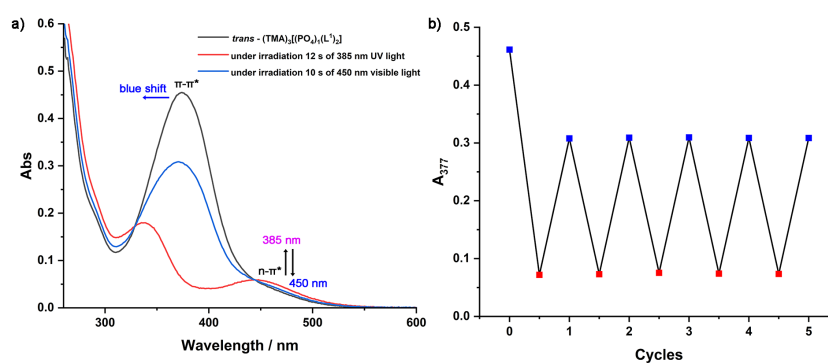 a)
trans - (TMA)₃[(PO₄)₁(L¹)₂]
under irradiation 12 s of 385 nm UV light
under irradiation 10 s of 450 nm visible light
blue shift
π-π*
385 nm
n-π*
450 nm
0.6
0.5
0.4
0.3
0.2
0.1
0.0
Abs
300
400
500
600
Wavelength / nm
b)
0.5
0.4
0.3
0.2
0.1
0.0
A₃₇₇
0
1
2
3
4
5
Cycles